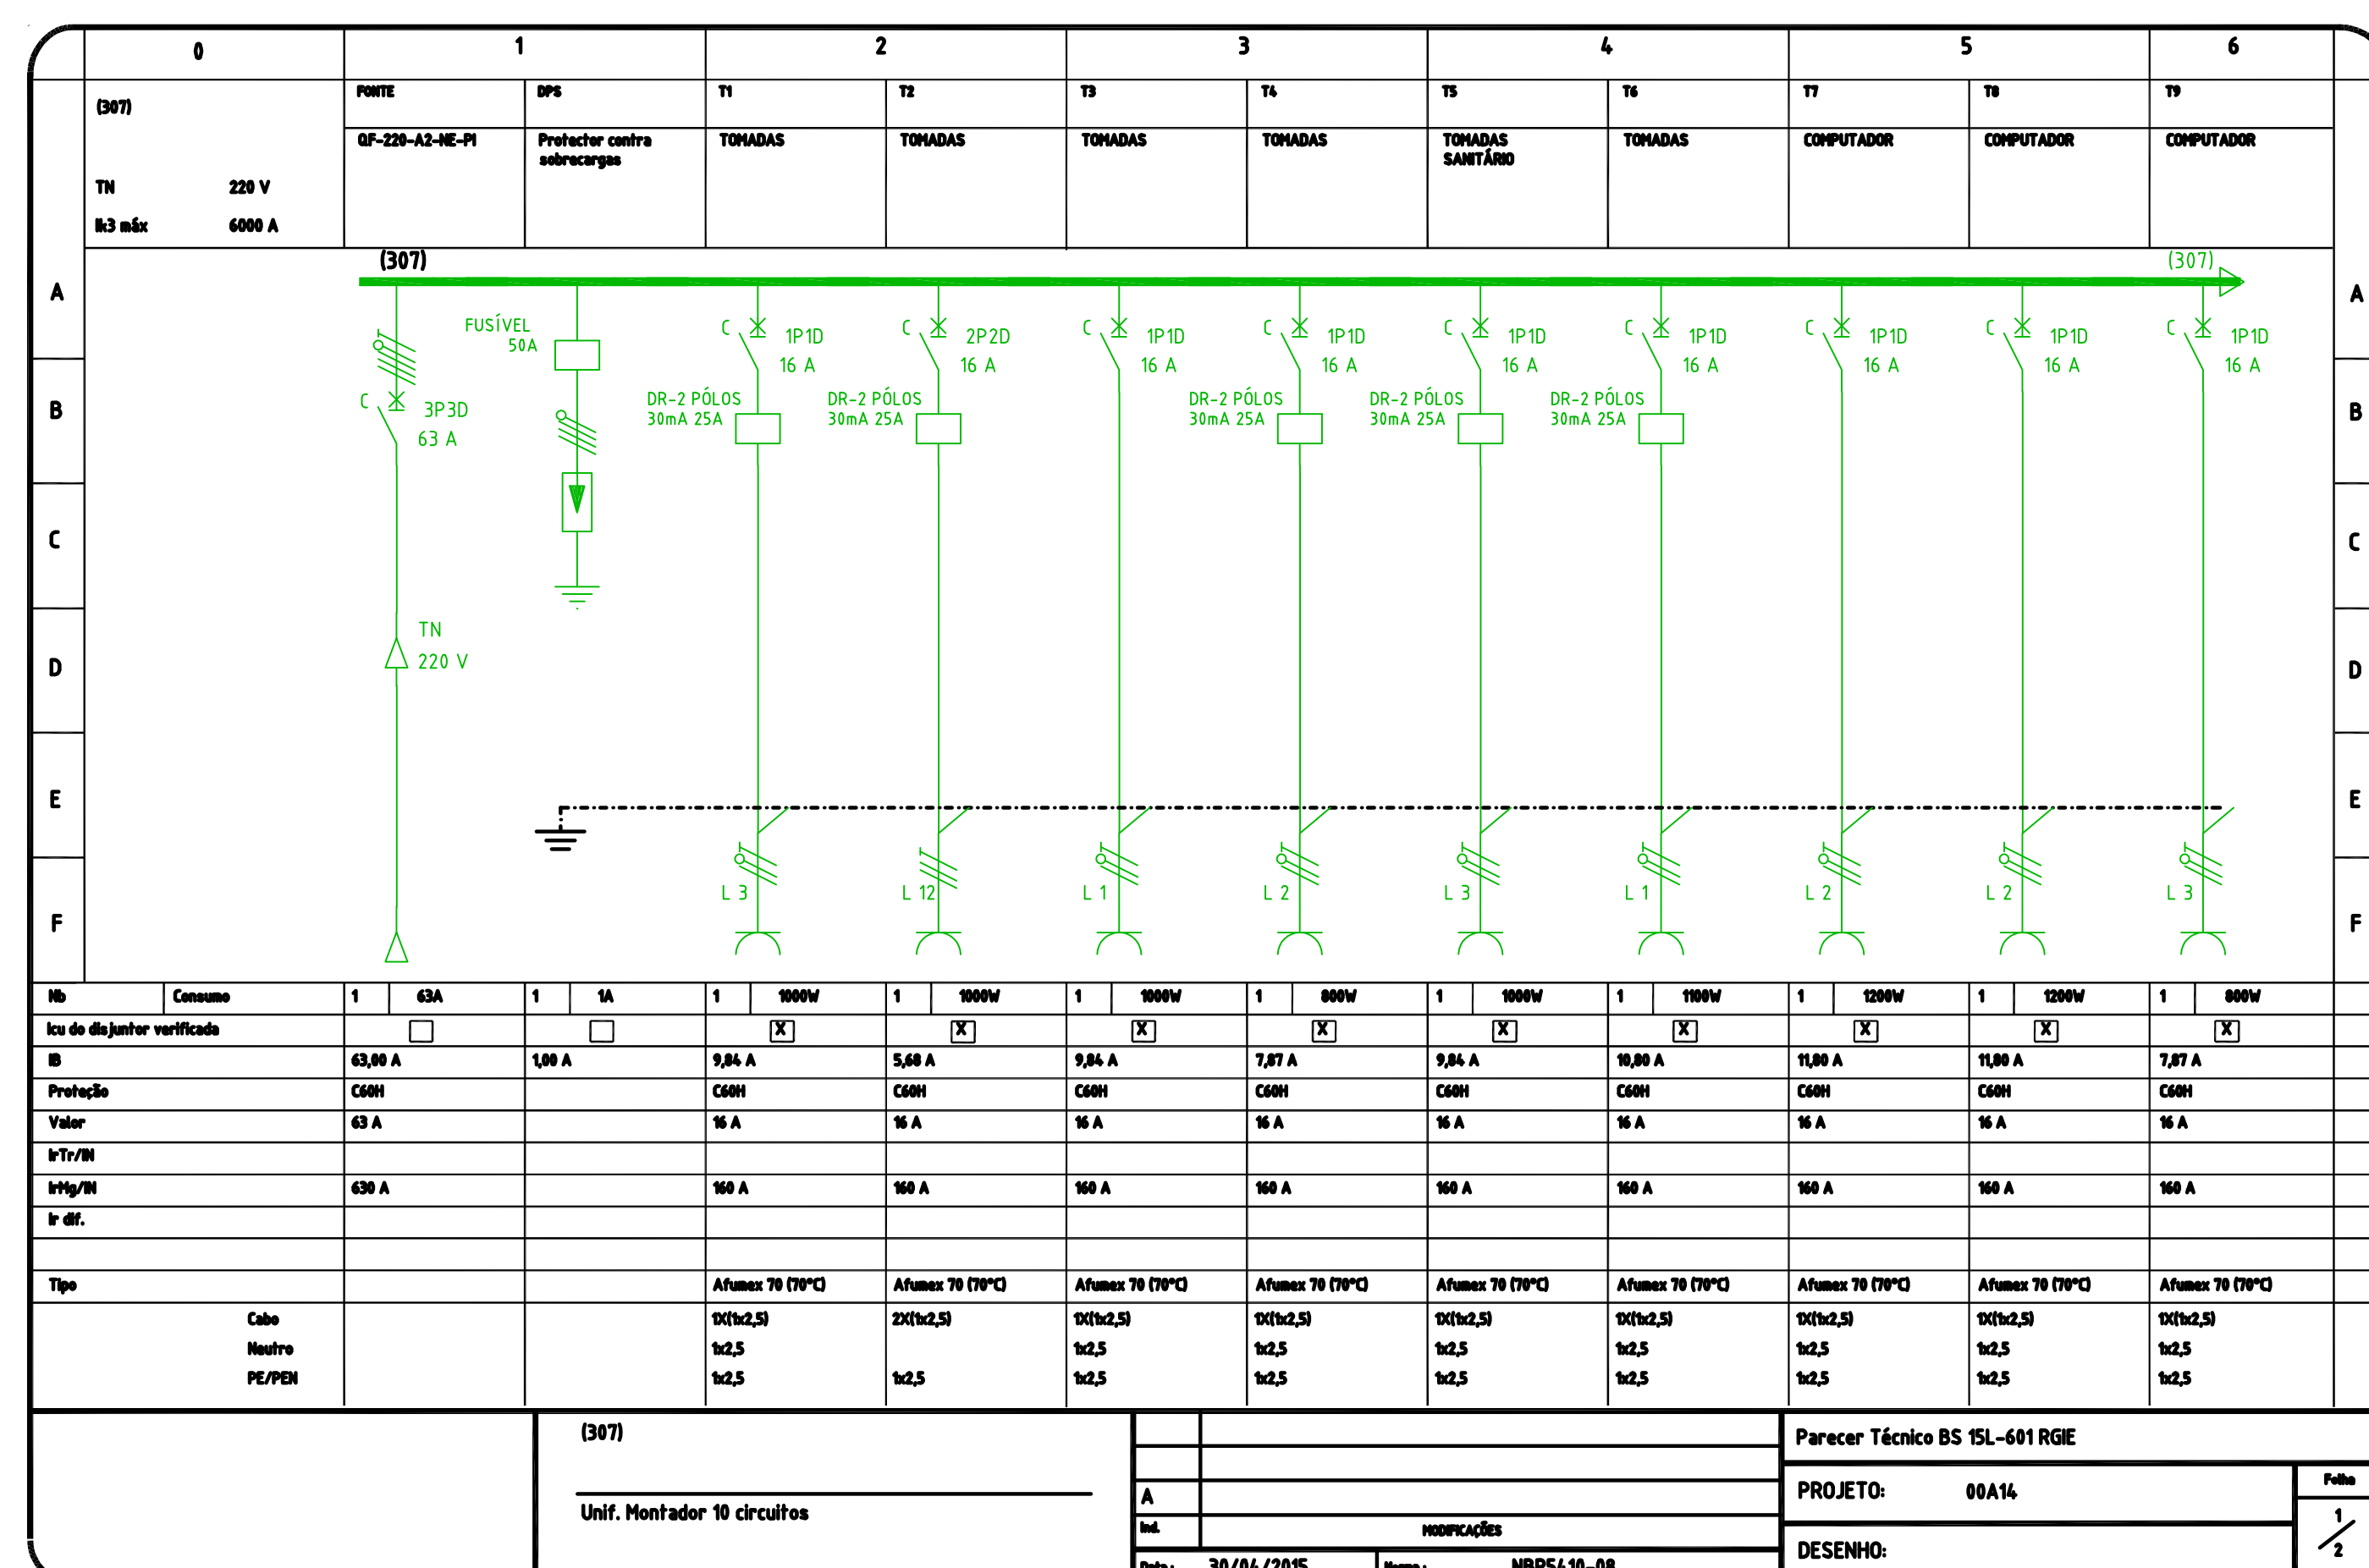 0 1 2 3 4 5 6
FONTE DPS T1 T2 T3 T4 T5 T6 T7 T8 T9
(307)
QF-220-A2-NE-PI Protector contra TOMADAS TOMADAS TOMADAS TOMADAS TOMADAS TOMADAS COMPUTADOR COMPUTADOR COMPUTADOR
sobrecargas SANITÁRIO
TN 220 V
Ik3 máx 6000 A
(307) (307)
A A
FUSÍVEL
50A
C 1P1D C 2P2D C 1P1D C 1P1D C 1P1D C 1P1D C 1P1D C 1P1D C 1P1D
16 A 16 A 16 A 16 A 16 A 16 A 16 A 16 A 16 A
DR-2 PÓLOS DR-2 PÓLOS DR-2 PÓLOS DR-2 PÓLOS DR-2 PÓLOS
30mA 25A 30mA 25A 30mA 25A 30mA 25A 30mA 25A
B C 3P3D B
63 A
C C
TN
220 V
D D
E E
L 3 L 12 L 1 L 2 L 3 L 1 L 2 L 2 L 3
F F
Nb Consumo 1 63A 1 1A 1 1000W 1 1000W 1 1000W 1 800W 1 1000W 1 1100W 1 1200W 1 1200W 1 800W
Icu do disjuntor verificada X X X X X X X X X
IB 63,00 A 1,00 A 9,84 A 5,68 A 9,84 A 7,87 A 9,84 A 10,80 A 11,80 A 11,80 A 7,87 A
Proteção C60H C60H C60H C60H C60H C60H C60H C60H C60H C60H
Valor 63 A 16 A 16 A 16 A 16 A 16 A 16 A 16 A 16 A 16 A
IrTr/IN
IrMg/IN 630 A 160 A 160 A 160 A 160 A 160 A 160 A 160 A 160 A 160 A
Ir dif.
Tipo Afumex 70 (70°C) Afumex 70 (70°C) Afumex 70 (70°C) Afumex 70 (70°C) Afumex 70 (70°C) Afumex 70 (70°C) Afumex 70 (70°C) Afumex 70 (70°C) Afumex 70 (70°C)
Cabo 1X(1x2,5) 2X(1x2,5) 1X(1x2,5) 1X(1x2,5) 1X(1x2,5) 1X(1x2,5) 1X(1x2,5) 1X(1x2,5) 1X(1x2,5)
Neutro 1x2,5 1x2,5 1x2,5 1x2,5 1x2,5 1x2,5 1x2,5 1x2,5
PE/PEN 1x2,5 1x2,5 1x2,5 1x2,5 1x2,5 1x2,5 1x2,5 1x2,5 1x2,5
(307)
Unif. Montador 10 circuitos
A
Ind. MODIFICAÇÕES
Data : 30/04/2015 Norma : NBR5410-08
Parecer Técnico BS 15L-601 RGIE
PROJETO: 00A14
Folha
1/2
DESENHO: